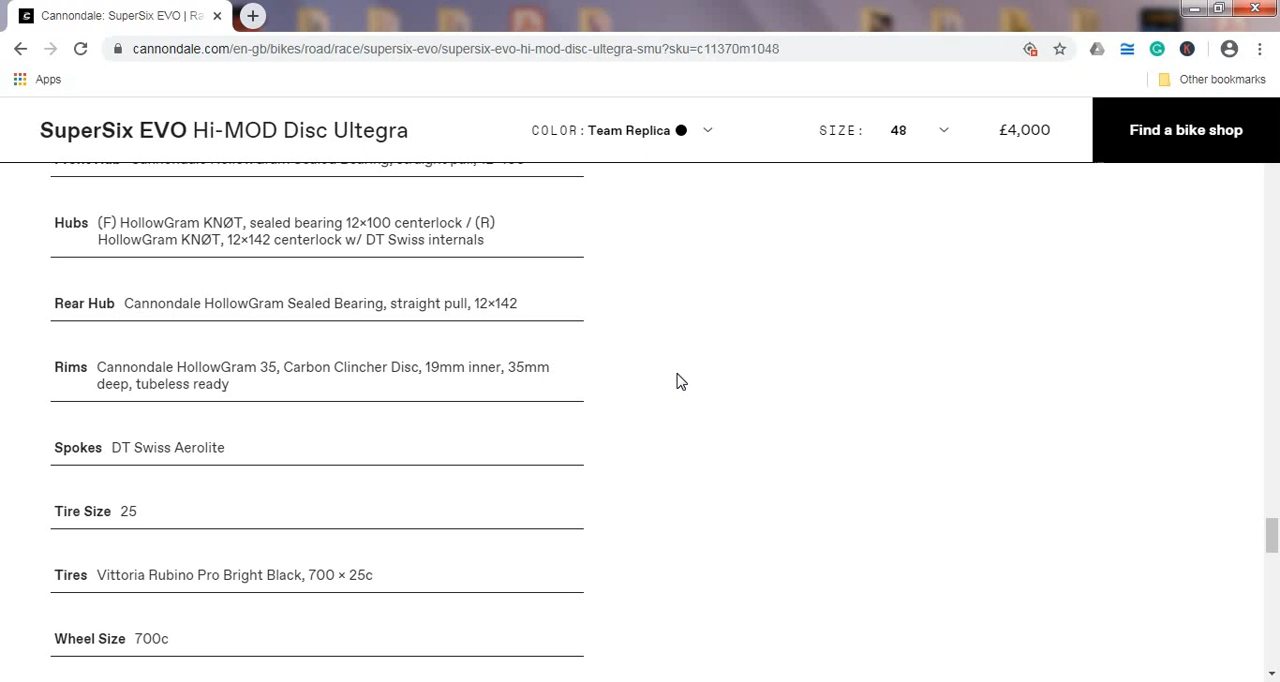 Cannondale: SuperSix EVO | Ra
cannondale.com/en-gb/bikes/road/race/supersix-evo/supersix-evo-hi-mod-disc-ultegra-smu?sku=c11370m1048
Apps
Other bookmarks
SuperSix EVO Hi-MOD Disc Ultegra
COLOR: Team Replica
SIZE: 48
£4,000
Find a bike shop
Hubs (F) HollowGram KNØT, sealed bearing 12×100 centerlock / (R)
HollowGram KNØT, 12×142 centerlock w/ DT Swiss internals
Rear Hub Cannondale HollowGram Sealed Bearing, straight pull, 12×142
Rims Cannondale HollowGram 35, Carbon Clincher Disc, 19mm inner, 35mm
deep, tubeless ready
Spokes DT Swiss Aerolite
Tire Size 25
Tires Vittoria Rubino Pro Bright Black, 700 × 25c
Wheel Size 700c